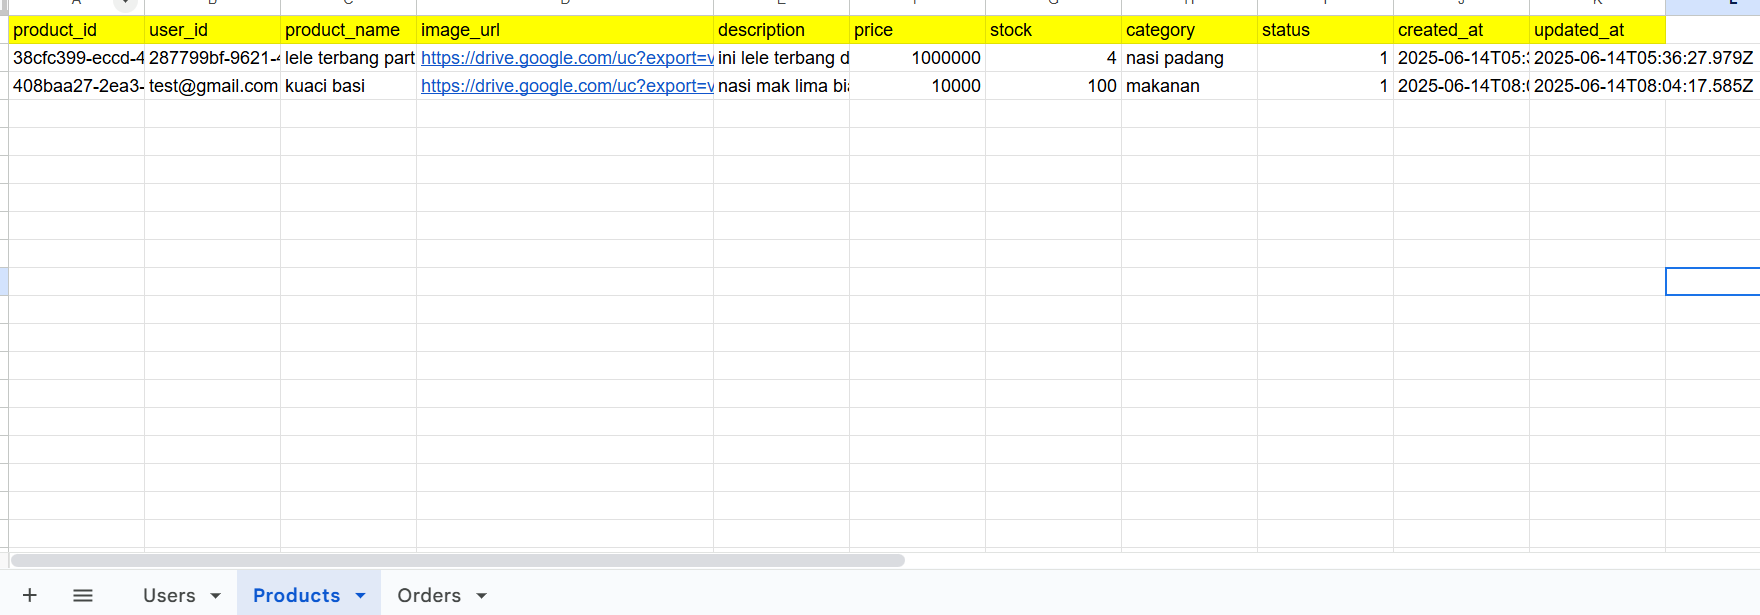 product_id user_id product_name image_url description price stock category status created_at updated_at
38cfc399-eccd-4 287799bf-9621-4 lele terbang part https://drive.google.com/uc?export=v ini lele terbang d 1000000 4 nasi padang 1 2025-06-14T05:3 2025-06-14T05:36:27.979Z
408baa27-2ea3- test@gmail.com kuaci basi https://drive.google.com/uc?export=v nasi mak lima bia 10000 100 makanan 1 2025-06-14T08:0 2025-06-14T08:04:17.585Z
+ Users Products Orders